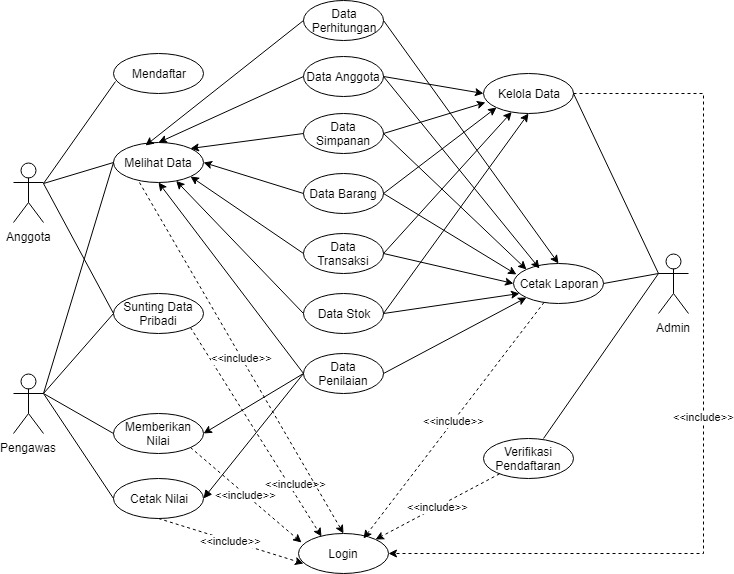 Data
Perhitungan
Mendaftar
Data Anggota
Kelola Data
Data
Simpanan
Melihat Data
Data Barang
Anggota
Data
Transaksi
Cetak Laporan
Sunting Data
Pribadi
Data Stok
Admin
<<include>>
Data
Penilaian
Pengawas
Memberikan
Nilai
<<include>>
<<include>>
Verifikasi
Pendaftaran
Cetak Nilai
<<include>>
<<include>>
<<include>>
<<include>>
Login